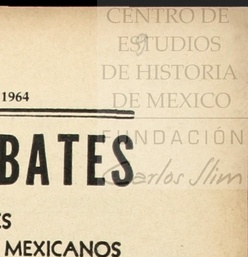 CENTRO DE
ESTUDIOS
DE HISTORIA
DE MEXICO
FUNDACIÓN
Carlos Slim
1964
BATES
ES
MEXICANOS